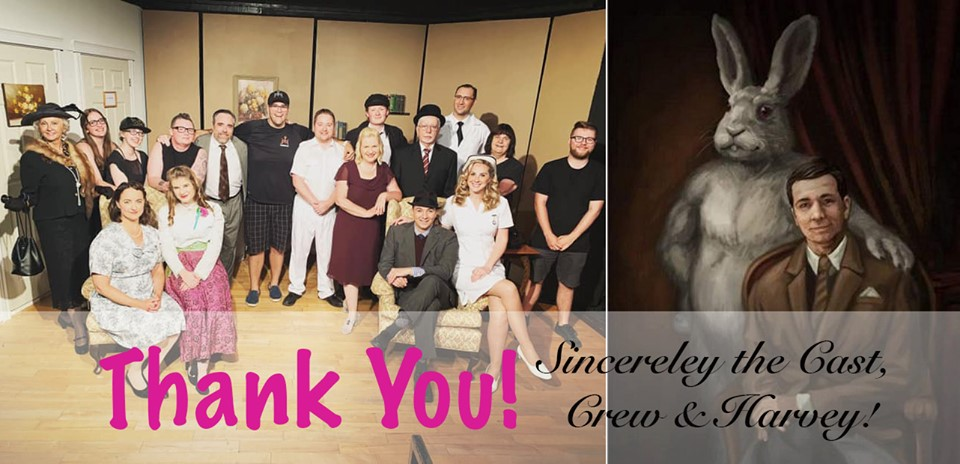 Thank You!
Sincereley the Cast,
Crew & Harvey!